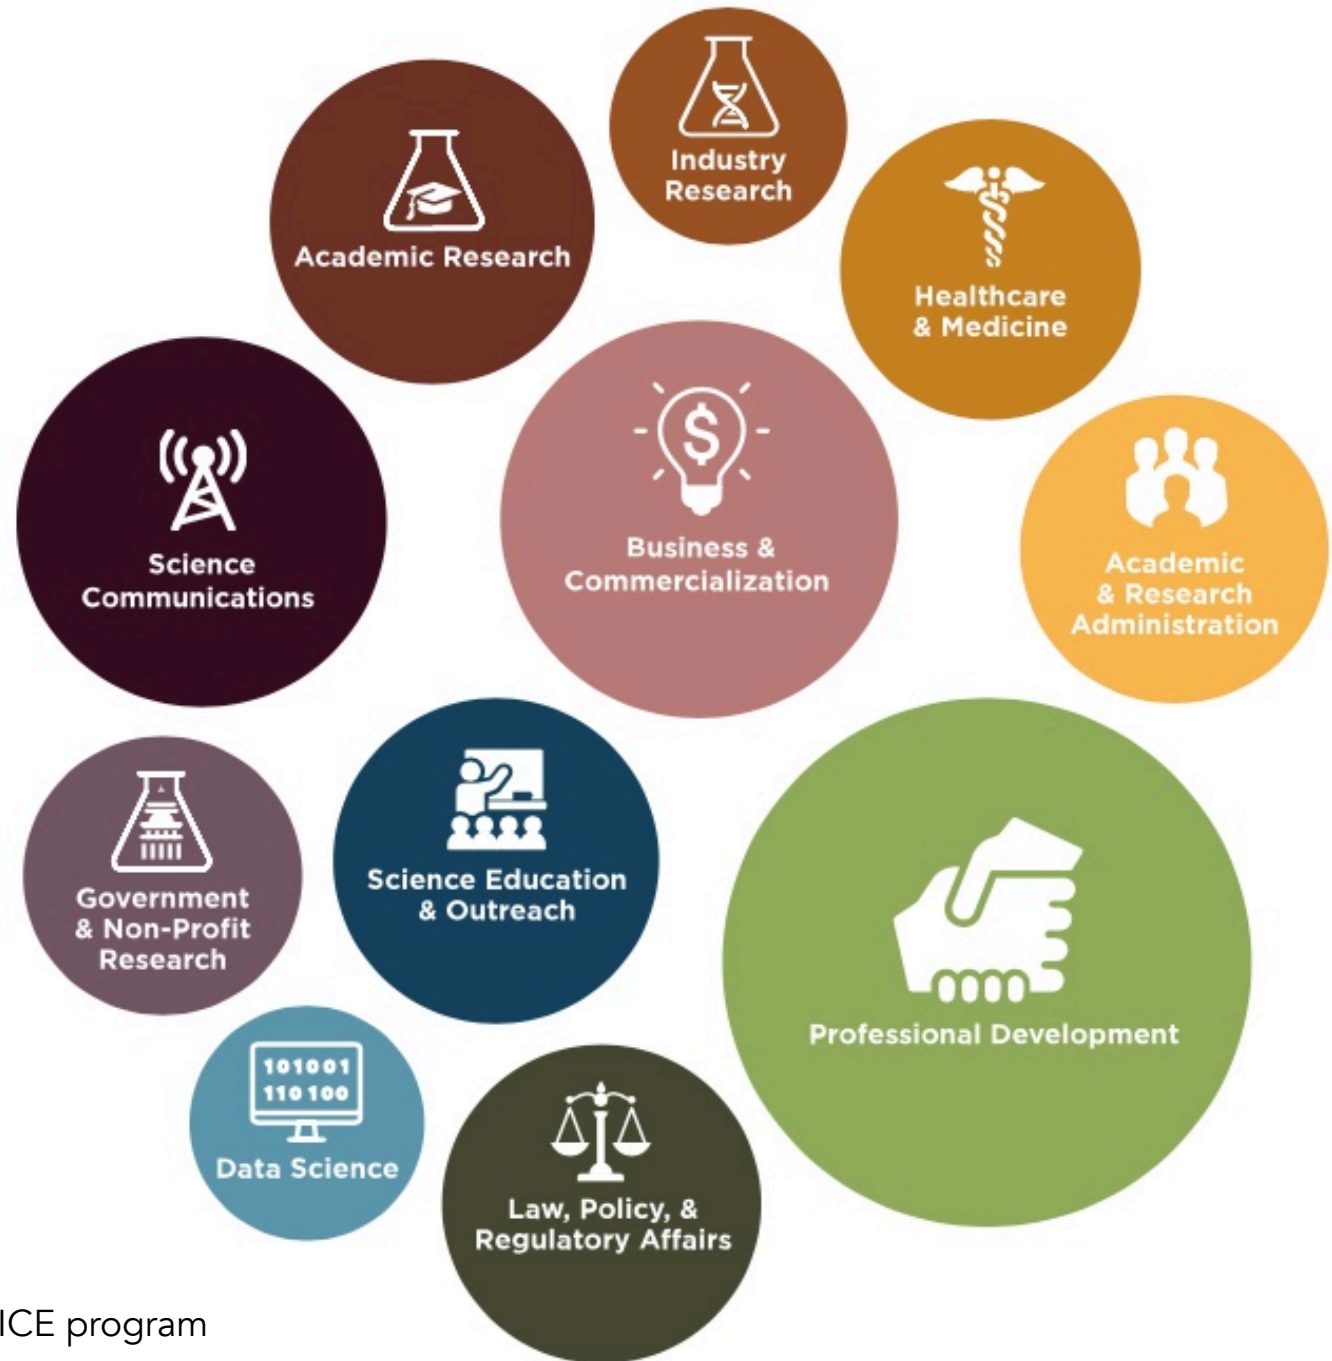 Industry
Research
Academic Research
Healthcare
& Medicine
Science
Communications
$
Business &
Commercialization
Academic
& Research
Administration
Government
& Non-Profit
Research
Science Education
& Outreach
Professional Development
101001
110100
Data Science
Law, Policy, &
Regulatory Affairs
ICE program